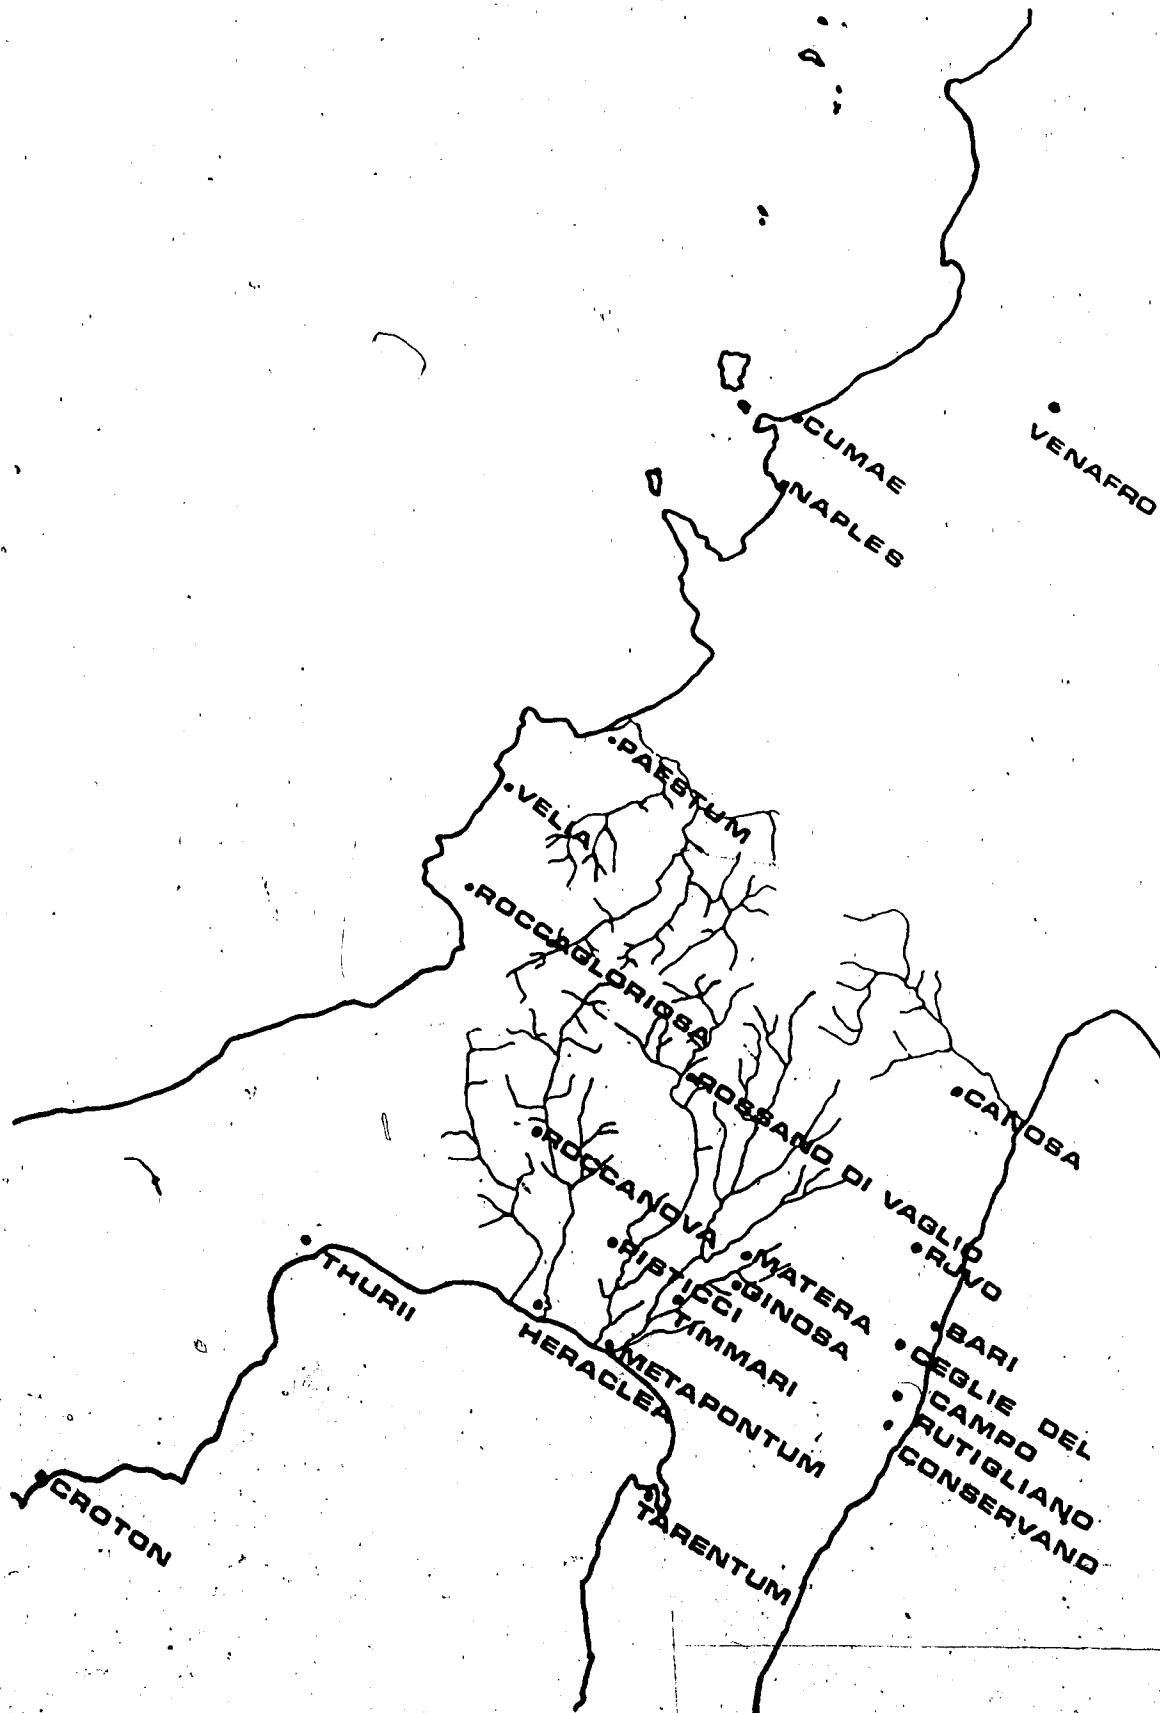 CUMAE
VENAFRO
NAPLES
PAESTUM
VELIA
ROCCAGLORIOSA
ROSSANO DI VAGLIO
CANOSA
ROCCANOVA
PISTICCI
MATERA
RUVO
GINOSA
TIMMARI
THURII
HERACLEA
METAPONTUM
BARI
CEGLIE DEL
CAMPO
RUTIGLIANO
CONSERVANO
CROTON
TARENTUM